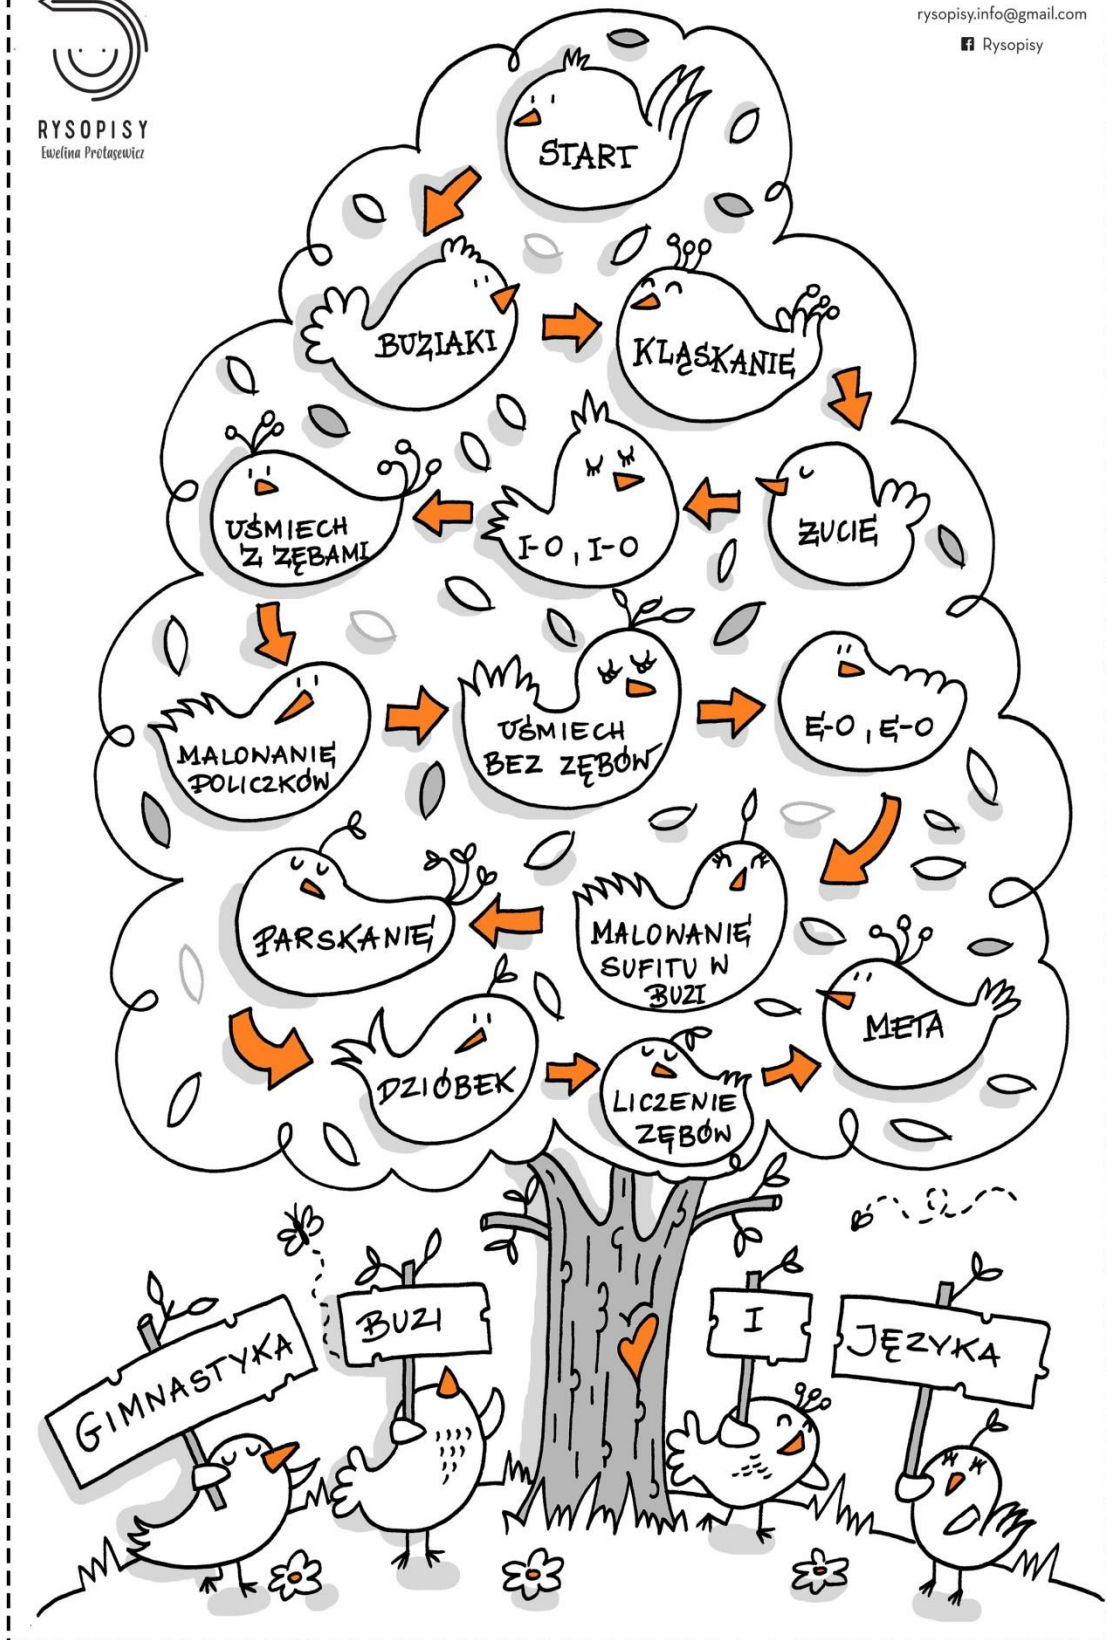 rysopisy.info@gmail.com
Rysopisy
RYSOPISY
Ewelina Protasewicz
START
BUZIAKI
KLĄSKANIE
ŻUCIE
I-O, I-O
UŚMIECH
Z ZĘBAMI
MALOWANIE
POLICZKÓW
UŚMIECH
BEZ ZĘBÓW
E-O, E-O
MALOWANIE
SUFITU W
BUZI
PARSKANIE
DZIÓBEK
LICZENIE
ZĘBÓW
META
GIMNASTYKA
BUZI
I
JĘZYKA